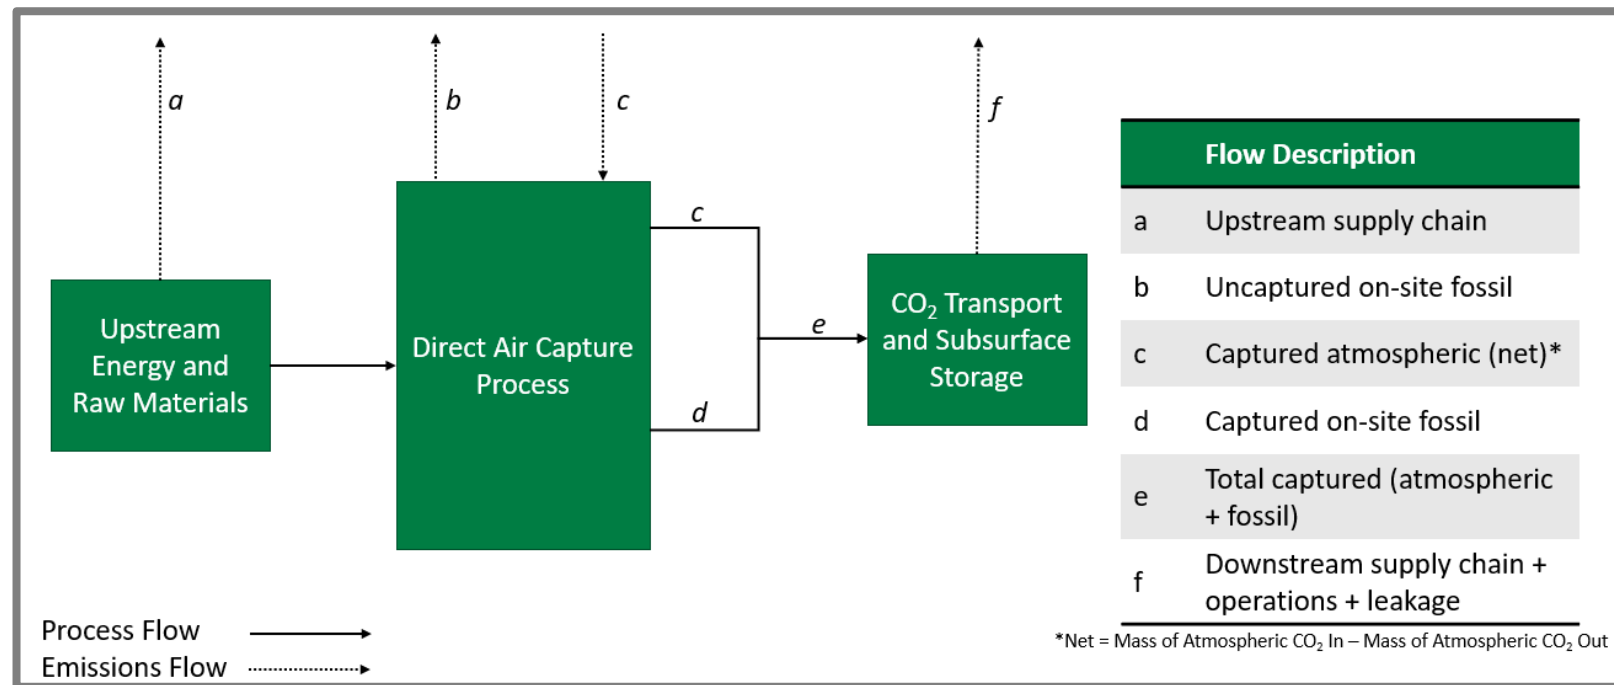 a
b
c
f
Upstream
Energy and
Raw Materials
Direct Air Capture
Process
c
d
e
CO₂ Transport
and Subsurface
Storage
Flow Description
a Upstream supply chain
b Uncaptured on-site fossil
c Captured atmospheric (net)*
d Captured on-site fossil
e Total captured (atmospheric
+ fossil)
f Downstream supply chain +
operations + leakage
*Net = Mass of Atmospheric CO₂ In – Mass of Atmospheric CO₂ Out
Process Flow
Emissions Flow